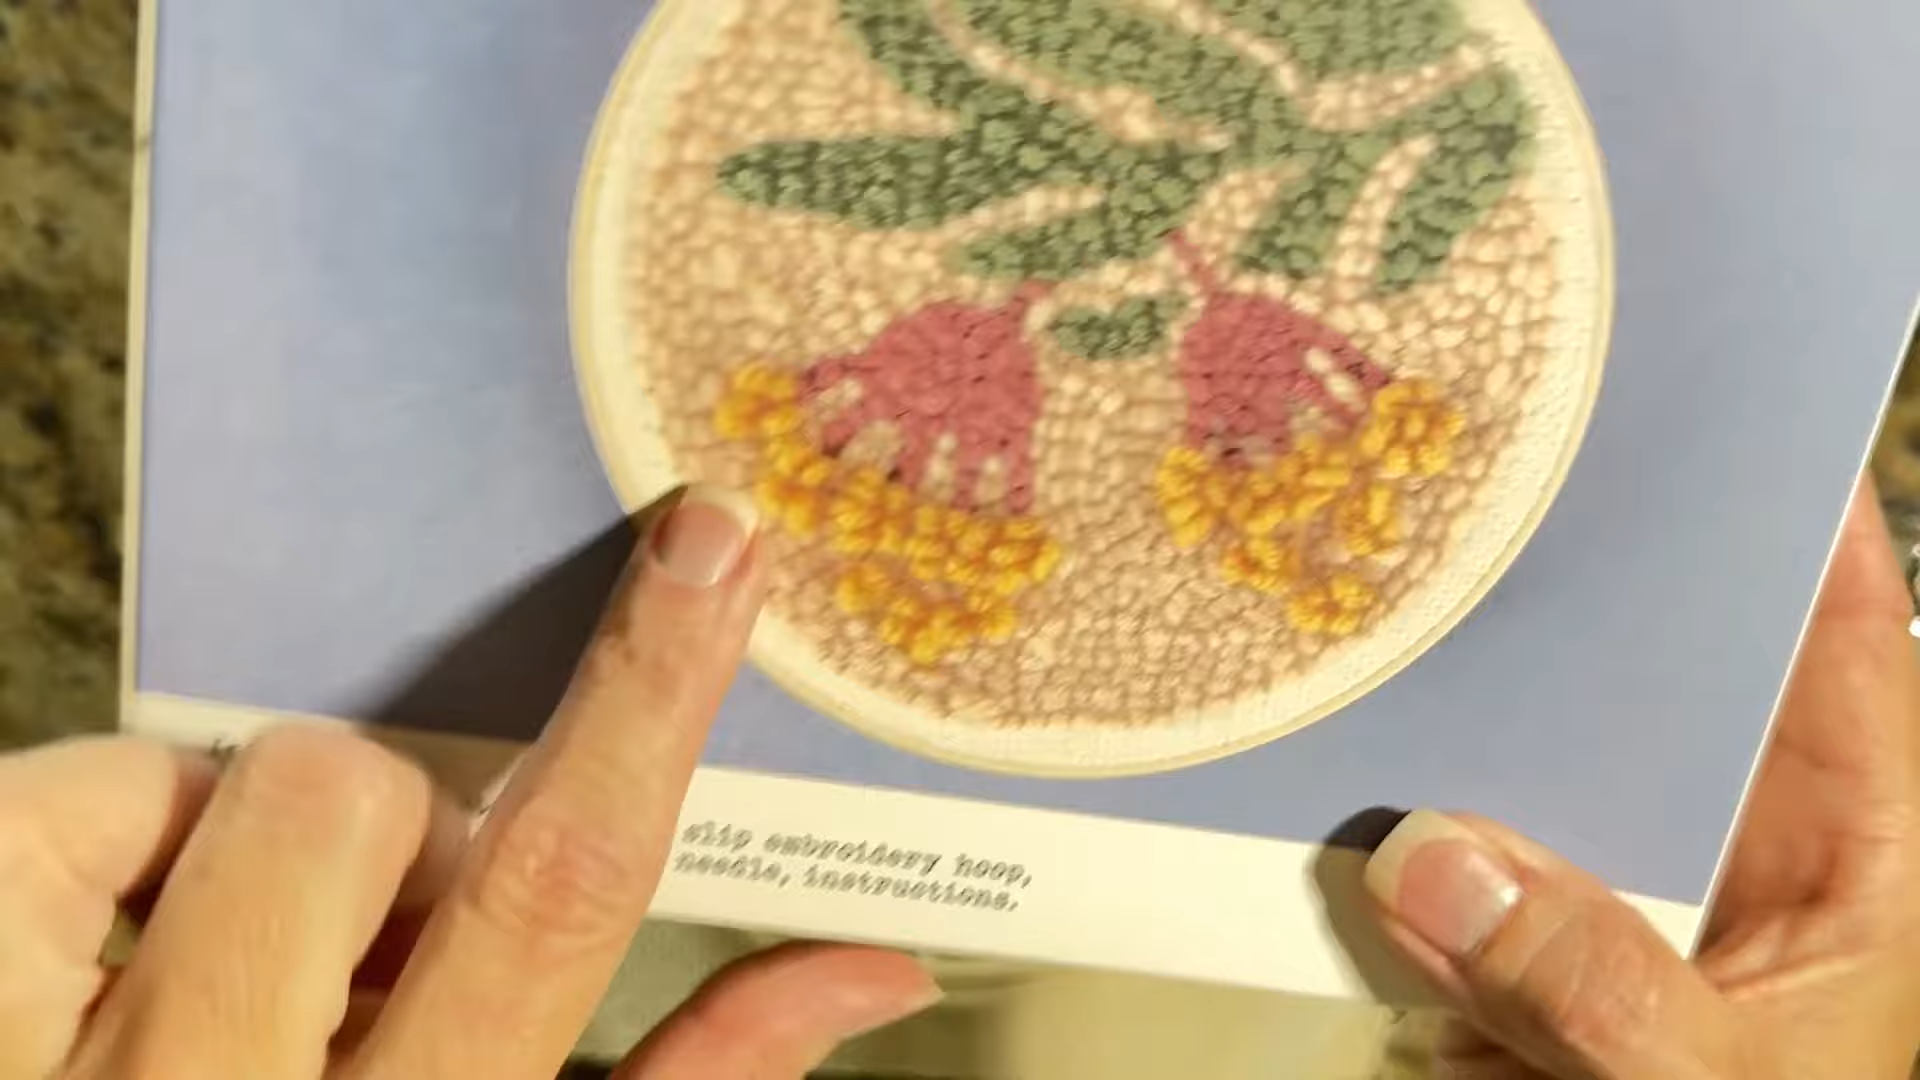 slip embroidery hoop,
needle, instructions.